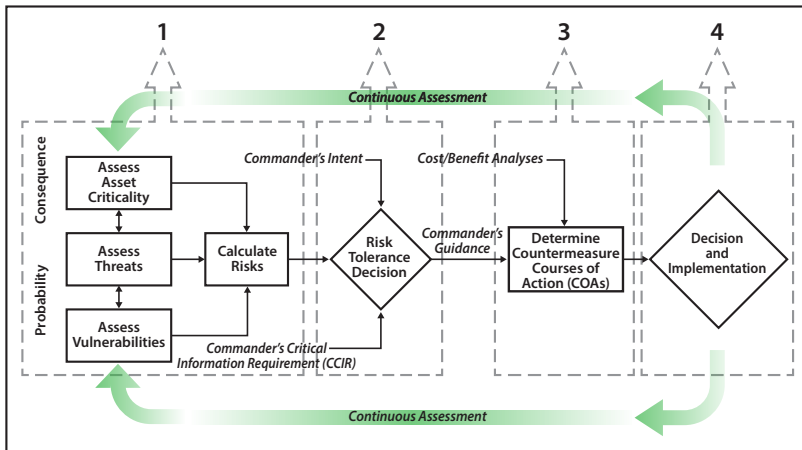 1
2
3
4
Continuous Assessment
Consequence
Probability
Assess
Asset
Criticality
Assess
Threats
Assess
Vulnerabilities
Calculate
Risks
Commander's Intent
Risk
Tolerance
Decision
Commander's Critical
Information Requirement (CCIR)
Commander's
Guidance
Cost/Benefit Analyses
Determine
Countermeasure
Courses of
Action (COAs)
Decision
and
Implementation
Continuous Assessment